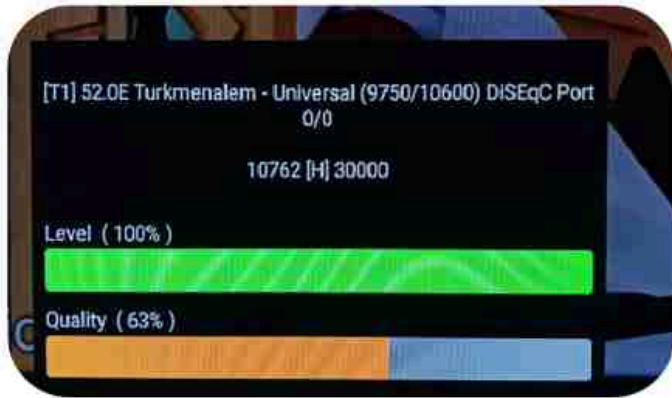 [T1] 52.0E Turkmenalem - Universal (9750/10600) DiSEqC Port
0/0
10762 [H] 30000
Level ( 100% )
Quality ( 63% )